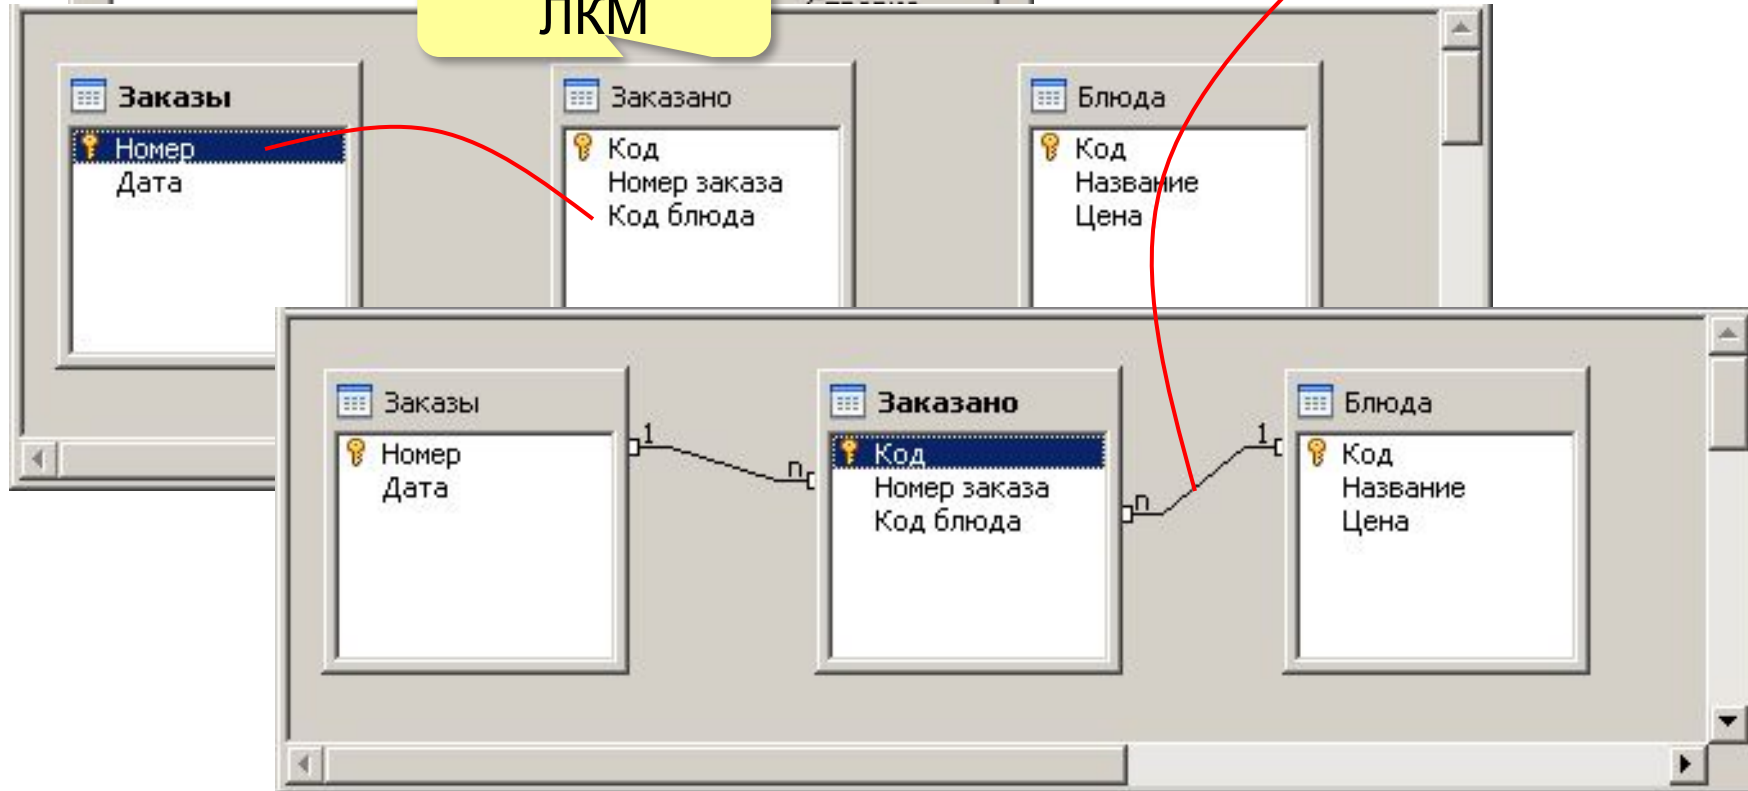 ЛКМ
Заказы
Номер
Дата
Заказано
Код
Номер заказа
Код блюда
Блюда
Код
Название
Цена
Заказы
Номер
Дата
1
n
Заказано
Код
Номер заказа
Код блюда
n
1
Блюда
Код
Название
Цена